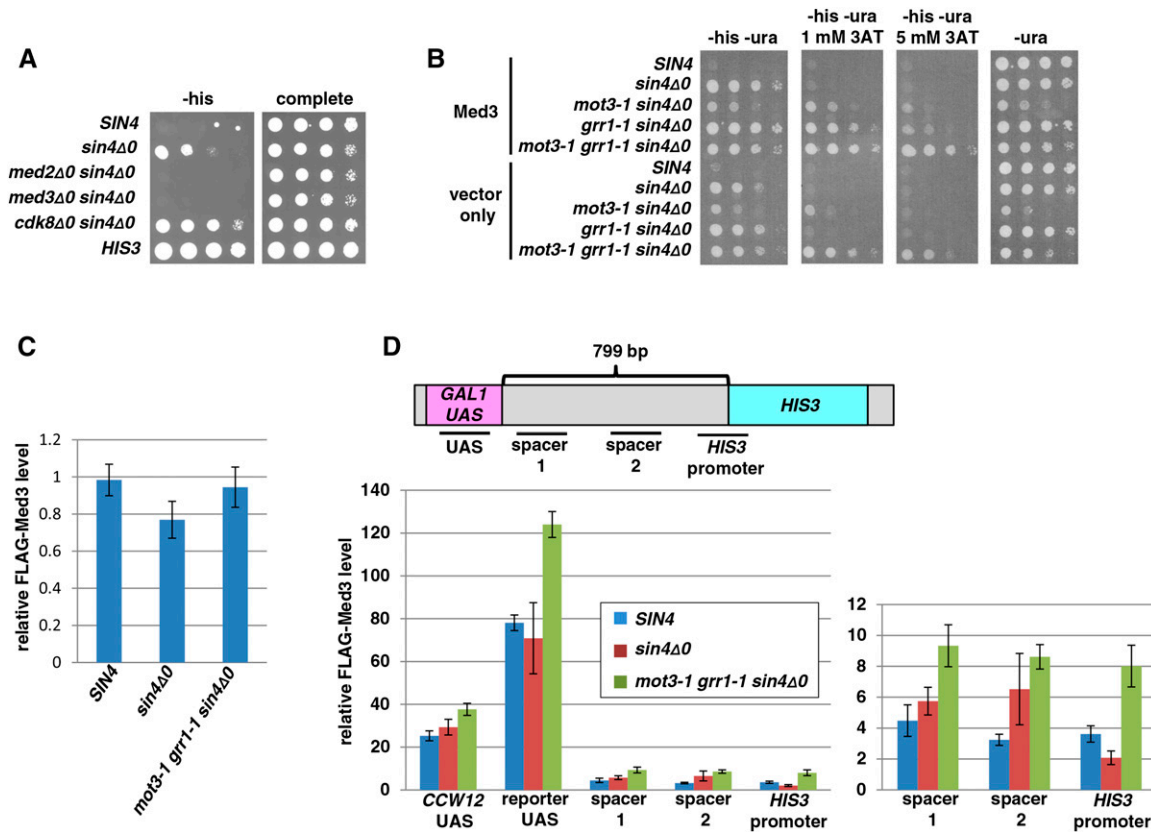 A
-his
complete
SIN4
sin4Δ0
med2Δ0 sin4Δ0
med3Δ0 sin4Δ0
cdk8Δ0 sin4Δ0
HIS3
B
-his -ura
-his -ura
1 mM 3AT
-his -ura
5 mM 3AT
-ura
Med3
SIN4
sin4Δ0
mot3-1 sin4Δ0
grr1-1 sin4Δ0
mot3-1 grr1-1 sin4Δ0
vector
only
SIN4
sin4Δ0
mot3-1 sin4Δ0
grr1-1 sin4Δ0
mot3-1 grr1-1 sin4Δ0
C
relative FLAG-Med3 level
1.2
1
0.8
0.6
0.4
0.2
0
SIN4
sin4Δ0
mot3-1 grr1-1 sin4Δ0
D
799 bp
GAL1
UAS
HIS3
UAS
spacer
1
spacer
2
HIS3
promoter
relative FLAG-Med3 level
140
120
100
80
60
40
20
0
CCW12
UAS
reporter
UAS
spacer
1
spacer
2
HIS3
promoter
SIN4
sin4Δ0
mot3-1 grr1-1 sin4Δ0
12
10
8
6
4
2
0
spacer
1
spacer
2
HIS3
promoter